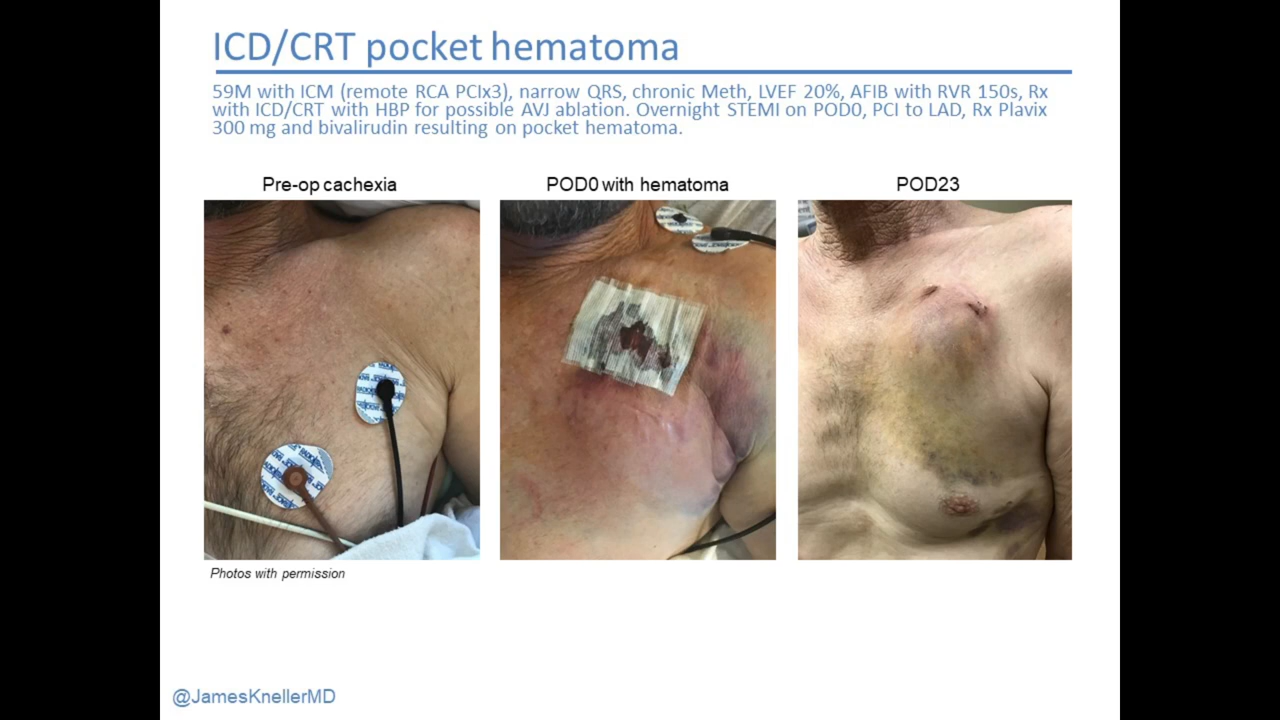 ICD/CRT pocket hematoma
59M with ICM (remote RCA PCIx3), narrow QRS, chronic Meth, LVEF 20%, AFIB with RVR 150s, Rx
with ICD/CRT with HBP for possible AVJ ablation. Overnight STEMI on POD0, PCI to LAD, Rx Plavix
300 mg and bivalirudin resulting on pocket hematoma.
Pre-op cachexia
POD0 with hematoma
POD23
Photos with permission
@JamesKnellerMD